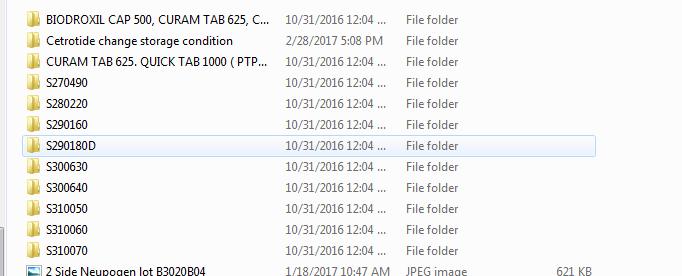 BIODROXIL CAP 500, CURAM TAB 625, C... 10/31/2016 12:04 ... File folder
Cetrotide change storage condition 2/28/2017 5:08 PM File folder
CURAM TAB 625. QUICK TAB 1000 ( PTP... 10/31/2016 12:04 ... File folder
S270490 10/31/2016 12:04 ... File folder
S280220 10/31/2016 12:04 ... File folder
S290160 10/31/2016 12:04 ... File folder
S290180D 10/31/2016 12:04 ... File folder
S300630 10/31/2016 12:04 ... File folder
S300640 10/31/2016 12:04 ... File folder
S310050 10/31/2016 12:04 ... File folder
S310060 10/31/2016 12:04 ... File folder
S310070 10/31/2016 12:04 ... File folder
2 Side Neupogen lot B3020B04 1/18/2017 10:47 AM JPEG image 621 KB